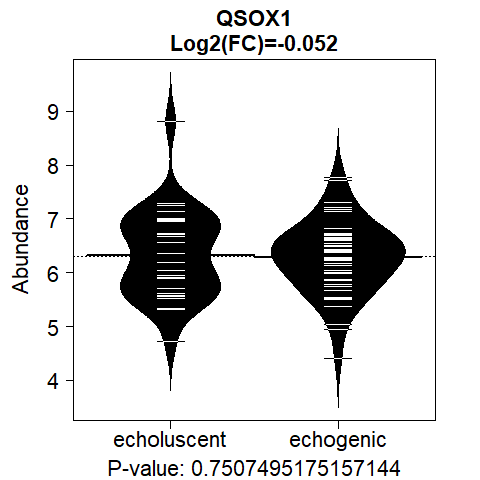 QSOX1
Log2(FC)=-0.052
Abundance
9
8
7
6
5
4
echoluscent echogenic
P-value: 0.7507495175157144